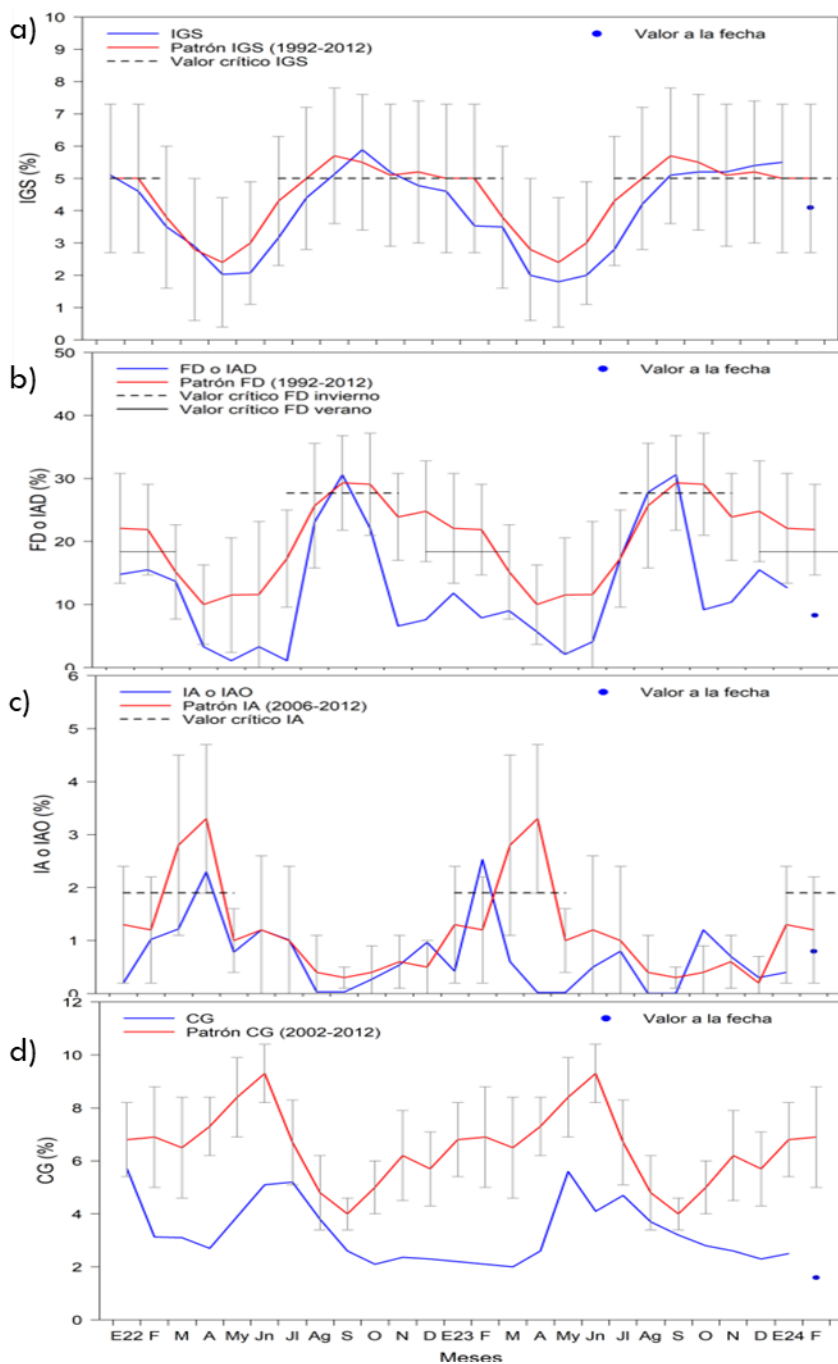 a)
IGS
Patrón IGS (1992-2012)
Valor crítico IGS
Valor a la fecha
10
9
8
7
6
5
4
3
2
1
0
IGS (%)
b)
FD o IAD
Patrón FD (1992-2012)
Valor crítico FD invierno
Valor crítico FD verano
Valor a la fecha
50
40
30
20
10
0
FD o IAD (%)
c)
IA o IAO
Patrón IA (2006-2012)
Valor crítico IA
Valor a la fecha
6
5
4
3
2
1
0
IA o IAO (%)
d)
CG
Patrón CG (2002-2012)
Valor a la fecha
12
10
8
6
4
2
0
CG (%)
E22 F M A My Jn Jl Ag S O N D E23 F M A My Jn Jl Ag S O N D E24 F
Meses